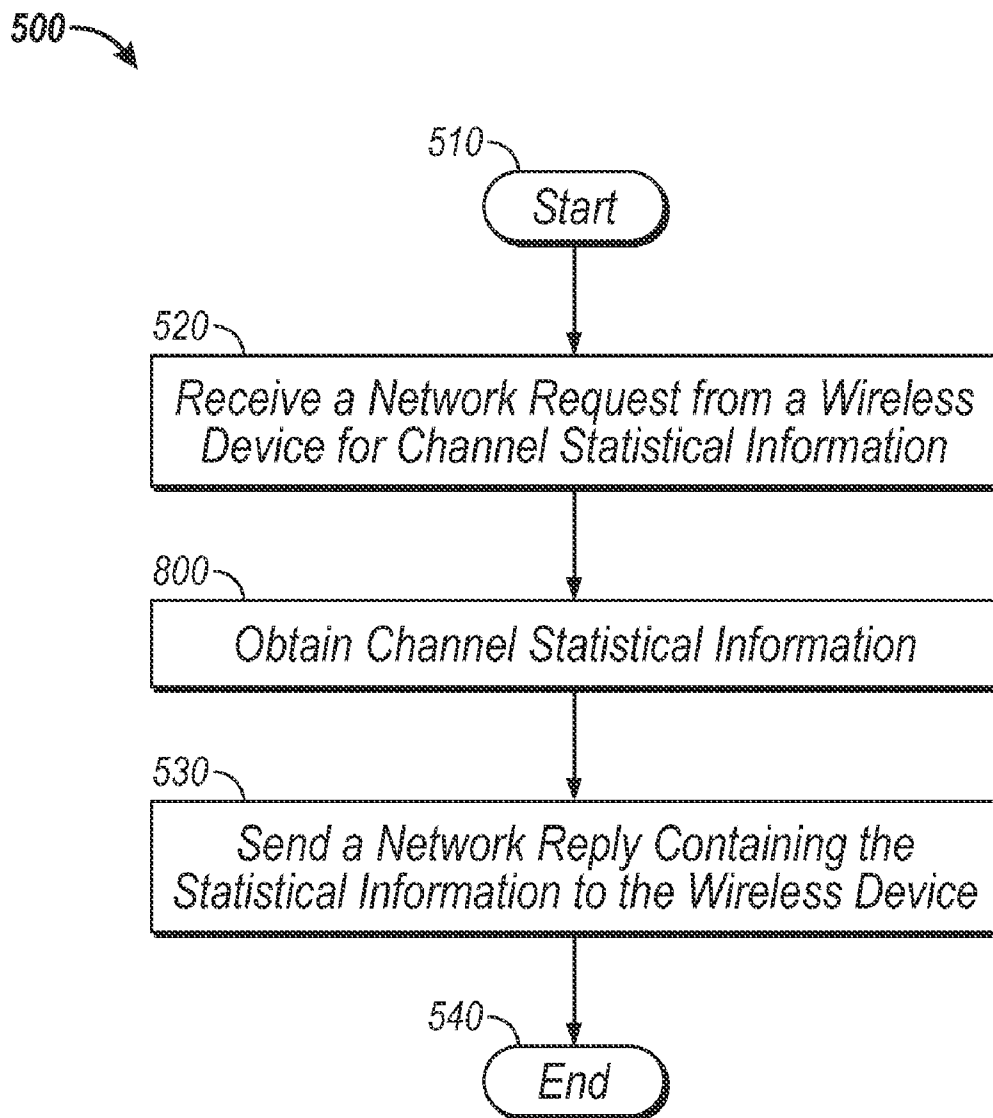 500
510
Start
520
Receive a Network Request from a Wireless
Device for Channel Statistical Information
800
Obtain Channel Statistical Information
530
Send a Network Reply Containing the
Statistical Information to the Wireless Device
540
End